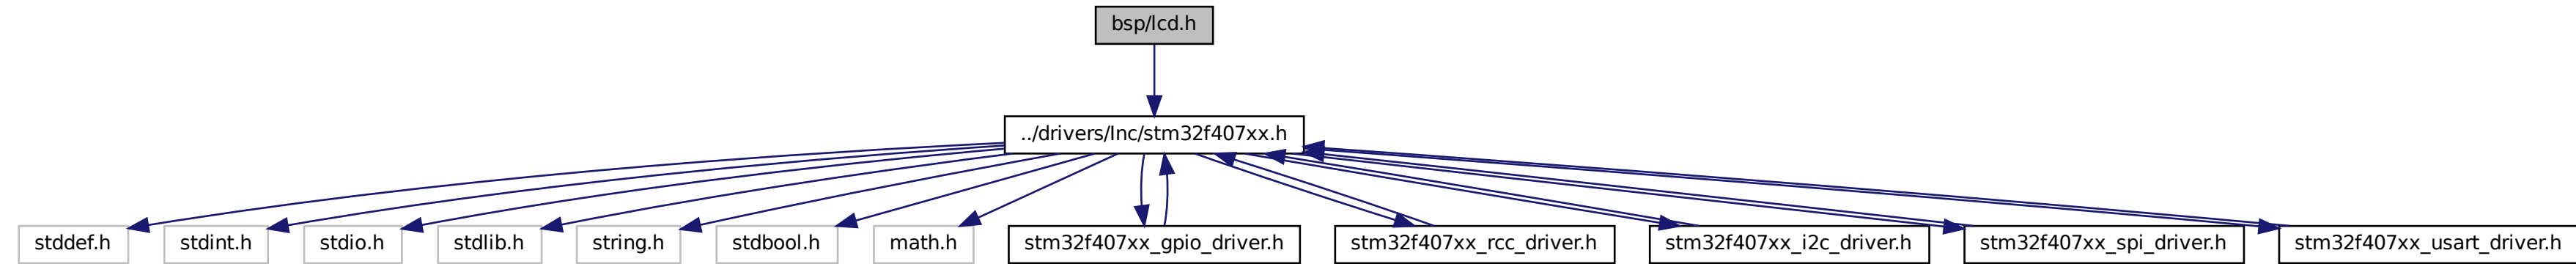 bsp/lcd.h
../drivers/Inc/stm32f407xx.h
stddef.h
stdint.h
stdio.h
stdlib.h
string.h
stdbool.h
math.h
stm32f407xx_gpio_driver.h
stm32f407xx_rcc_driver.h
stm32f407xx_i2c_driver.h
stm32f407xx_spi_driver.h
stm32f407xx_usart_driver.h